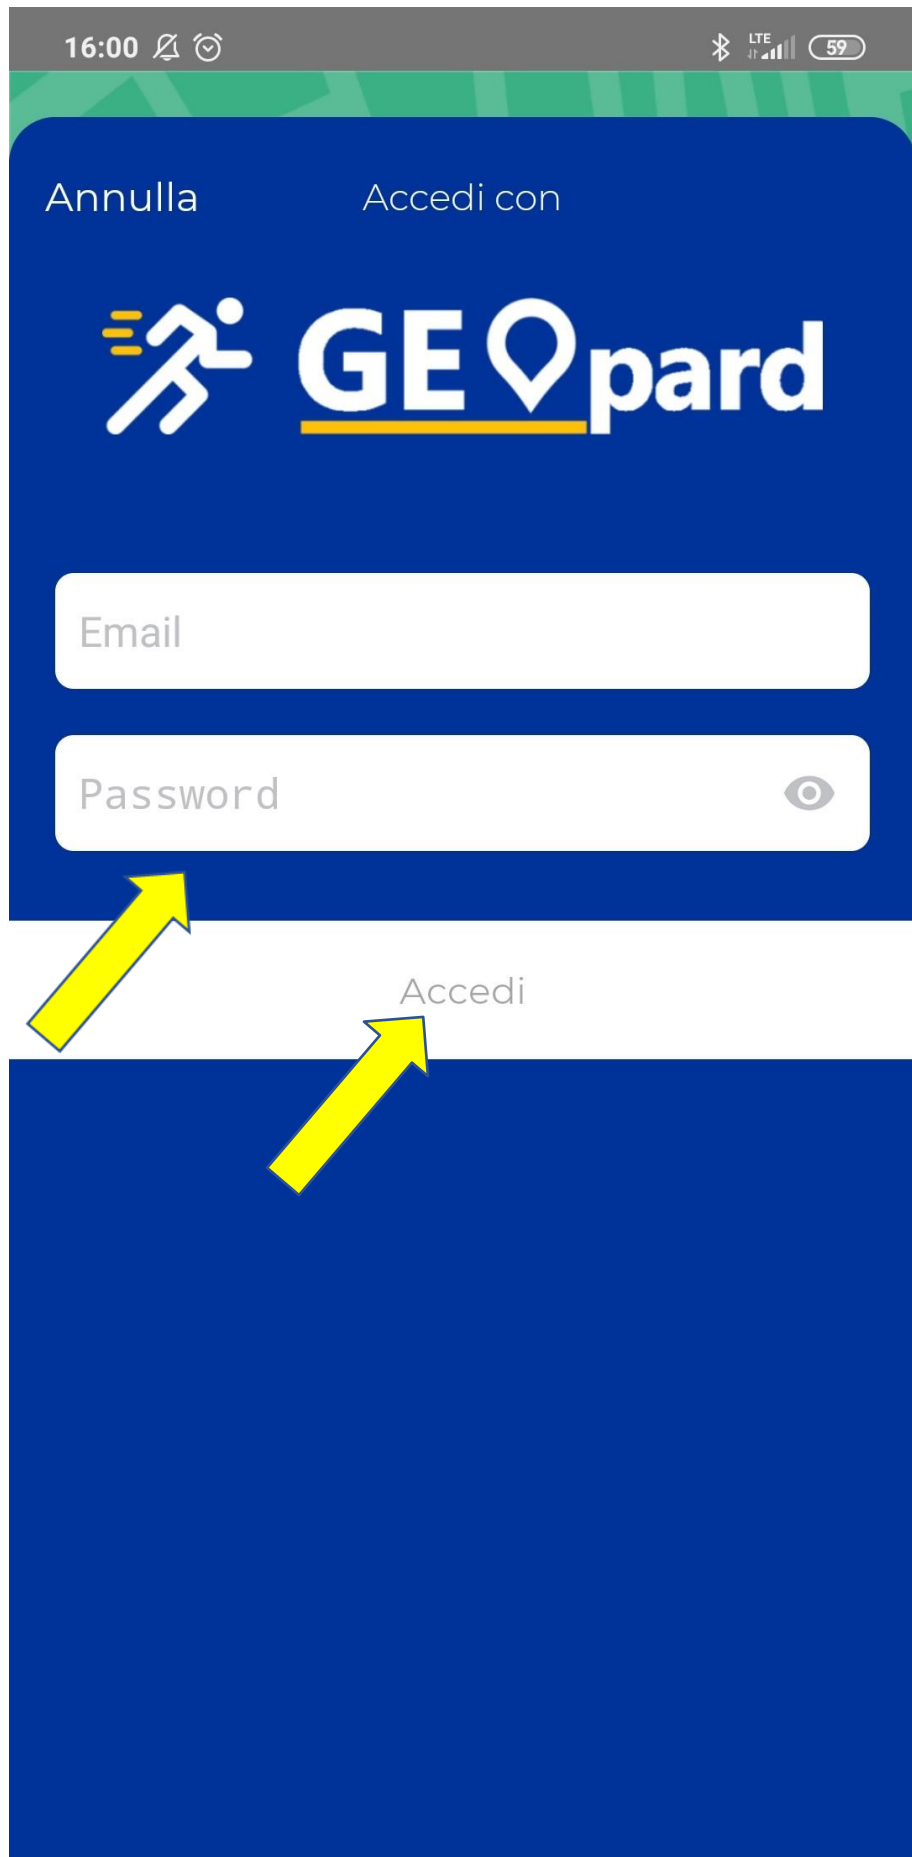 16:00 LTE 59
Annulla Accedi con
GEOpard
Email
Password
Accedi